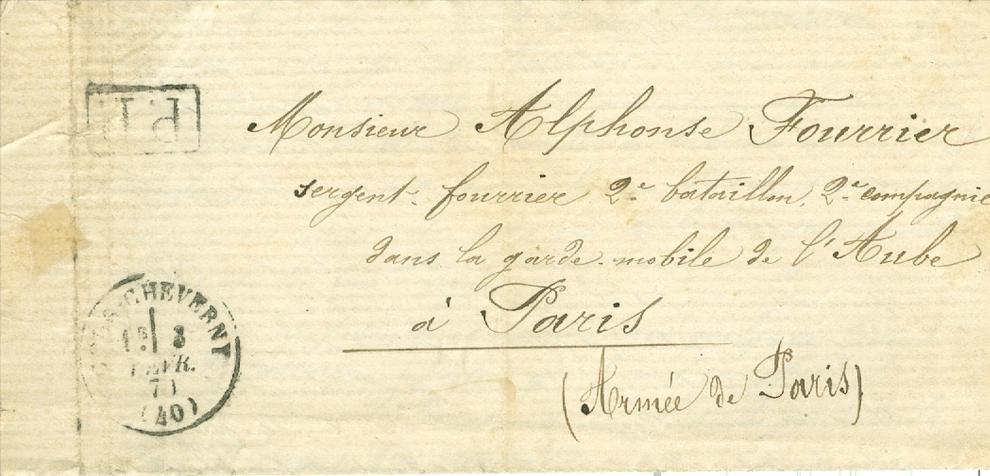 P.P.
Monsieur Alphonse Fourrier
sergent-fourrier 2e bataillon, 2e compagnie
dans la garde-mobile de l'Aube
à Paris
(Armée de Paris)
CHEVERNY
FEVR.
71
(40)